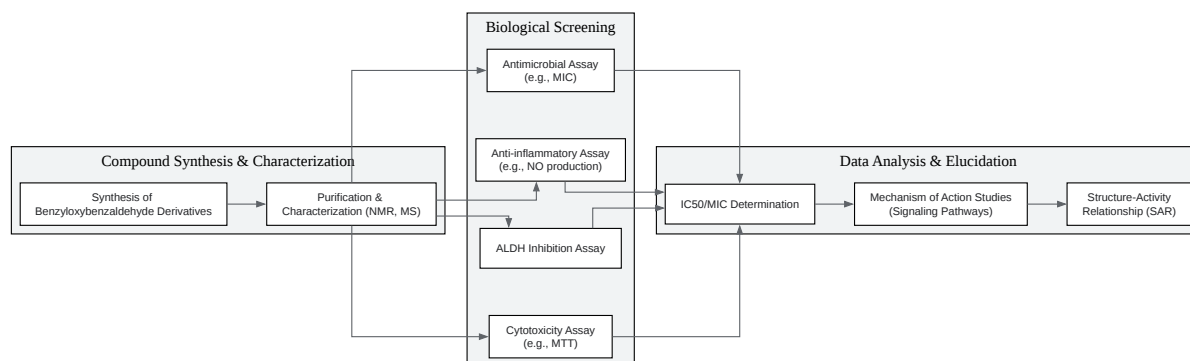 Biological Screening
Antimicrobial Assay
(e.g., MIC)
Anti-inflammatory Assay
(e.g., NO production)
ALDH Inhibition Assay
Cytotoxicity Assay
(e.g., MTT)
Compound Synthesis & Characterization
Synthesis of
Benzyloxybenzaldehyde Derivatives
Purification &
Characterization (NMR, MS)
Data Analysis & Elucidation
IC50/MIC Determination
Mechanism of Action Studies
(Signaling Pathways)
Structure-Activity
Relationship (SAR)